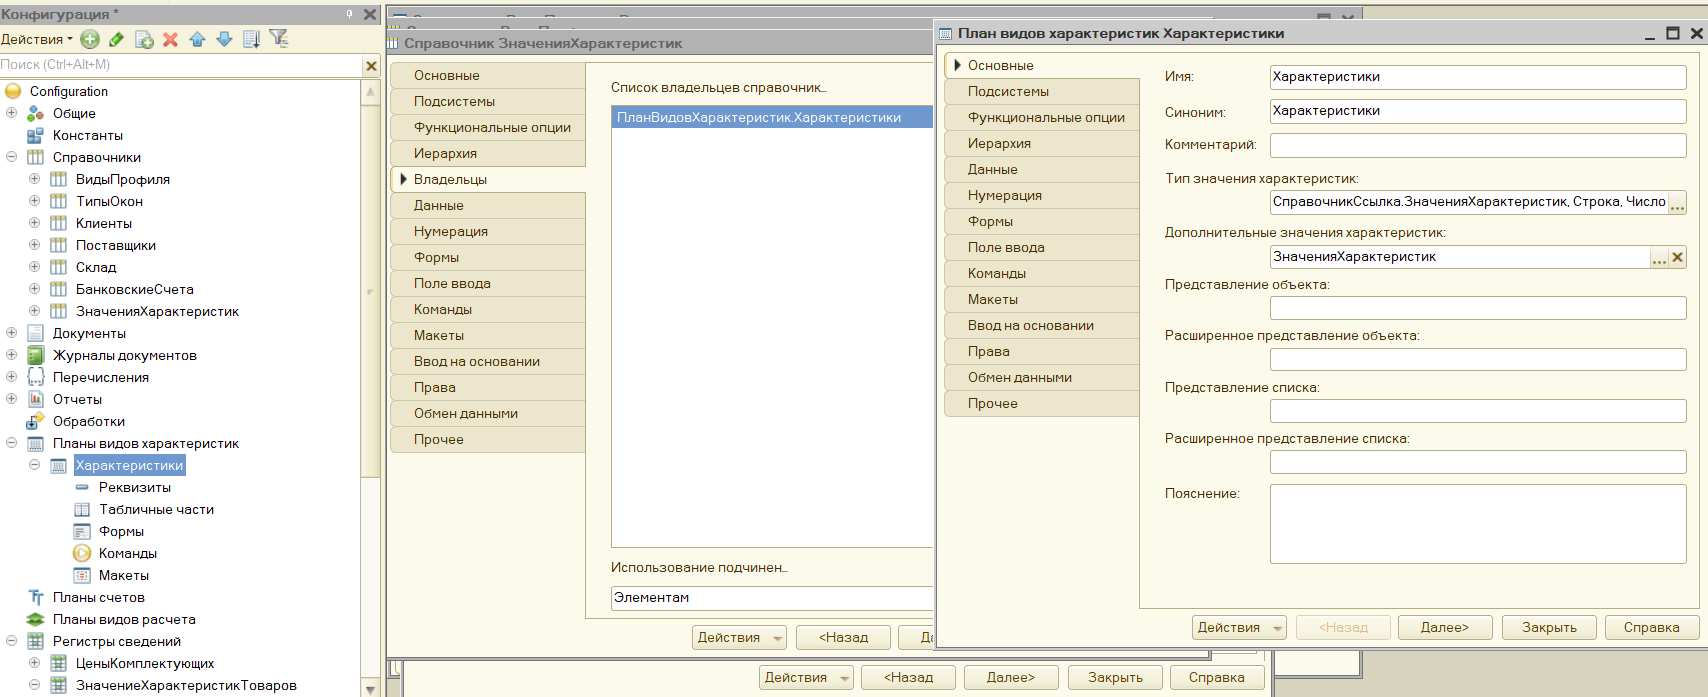 Конфигурация *
Действия
Поиск (Ctrl+Alt+M)
Configuration
Общие
Константы
Справочники
ВидыПрофиля
ТипыОкон
Клиенты
Поставщики
Склад
БанковскиеСчета
ЗначенияХарактеристик
Документы
Журналы документов
Перечисления
Отчеты
Обработки
Планы видов характеристик
Характеристики
Реквизиты
Табличные части
Формы
Команды
Макеты
Планы счетов
Планы видов расчета
Регистры сведений
ЦеныКомплектующих
ЗначениеХарактеристикТоваров
Справочник ЗначенияХарактеристик
Основные
Подсистемы
Функциональные опции
Иерархия
Владельцы
Данные
Нумерация
Формы
Поле ввода
Команды
Макеты
Ввод на основании
Права
Обмен данными
Прочее
Список владельцев справочник...
ПланВидовХарактеристик.Характеристики
Использование подчинен...
Элементам
Действия
<Назад
Да
Действия
<Назад
Далее>
Закрыть
Справка
План видов характеристик Характеристики
Основные
Подсистемы
Функциональные опции
Иерархия
Данные
Нумерация
Формы
Поле ввода
Команды
Макеты
Ввод на основании
Права
Обмен данными
Прочее
Имя:
Характеристики
Синоним:
Характеристики
Комментарий:
Тип значения характеристик:
СправочникСсылка.ЗначенияХарактеристик, Строка, Число
...
Дополнительные значения характеристик:
ЗначенияХарактеристик
...
Представление объекта:
Расширенное представление объекта:
Представление списка:
Расширенное представление списка:
Пояснение:
Действия
<Назад
Далее>
Закрыть
Справка